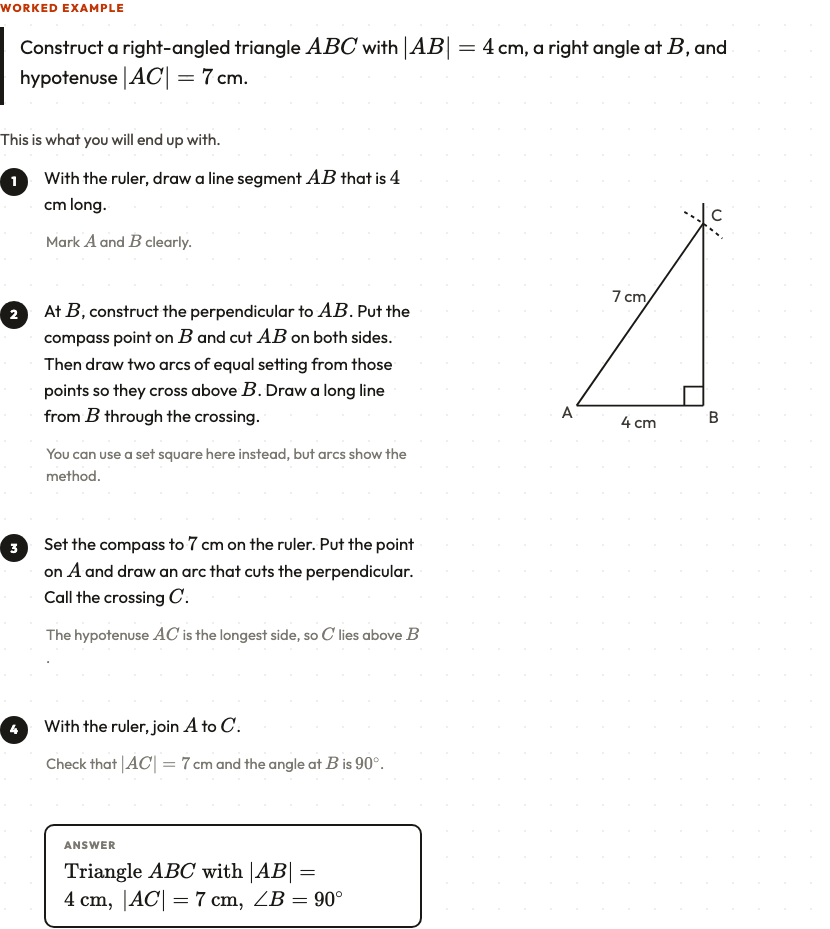 WORKED EXAMPLE
Construct a right-angled triangle ABC with |AB| = 4 cm, a right angle at B, and
hypotenuse |AC| = 7 cm.
This is what you will end up with.
1
With the ruler, draw a line segment AB that is 4
cm long.
Mark A and B clearly.
2
At B, construct the perpendicular to AB. Put the
compass point on B and cut AB on both sides.
Then draw two arcs of equal setting from those
points so they cross above B. Draw a long line
from B through the crossing.
You can use a set square here instead, but arcs show the
method.
3
Set the compass to 7 cm on the ruler. Put the point
on A and draw an arc that cuts the perpendicular.
Call the crossing C.
The hypotenuse AC is the longest side, so C lies above B
.
4
With the ruler, join A to C.
Check that |AC| = 7 cm and the angle at B is 90°.
ANSWER
Triangle ABC with |AB| =
4 cm, |AC| = 7 cm, ∠B = 90°
C
7 cm
A
B
4 cm